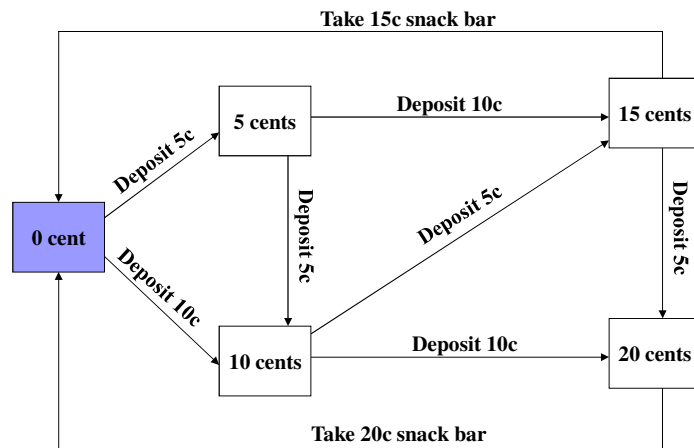 Take 15c snack bar
5 cents
Deposit 10c
15 cents
Deposit 5c
Deposit 5c
Deposit 5c
Deposit 5c
0 cent
Deposit 10c
10 cents
Deposit 10c
20 cents
Take 20c snack bar